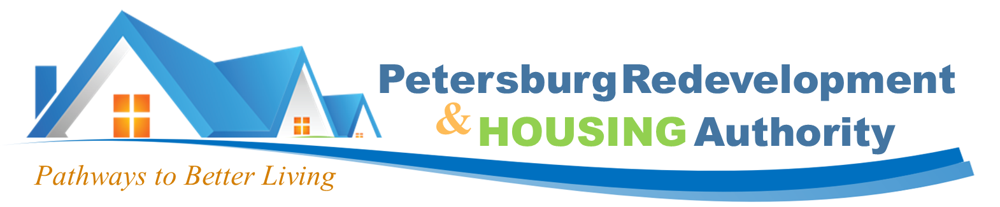 Petersburg Redevelopment
& HOUSING Authority
Pathways to Better Living